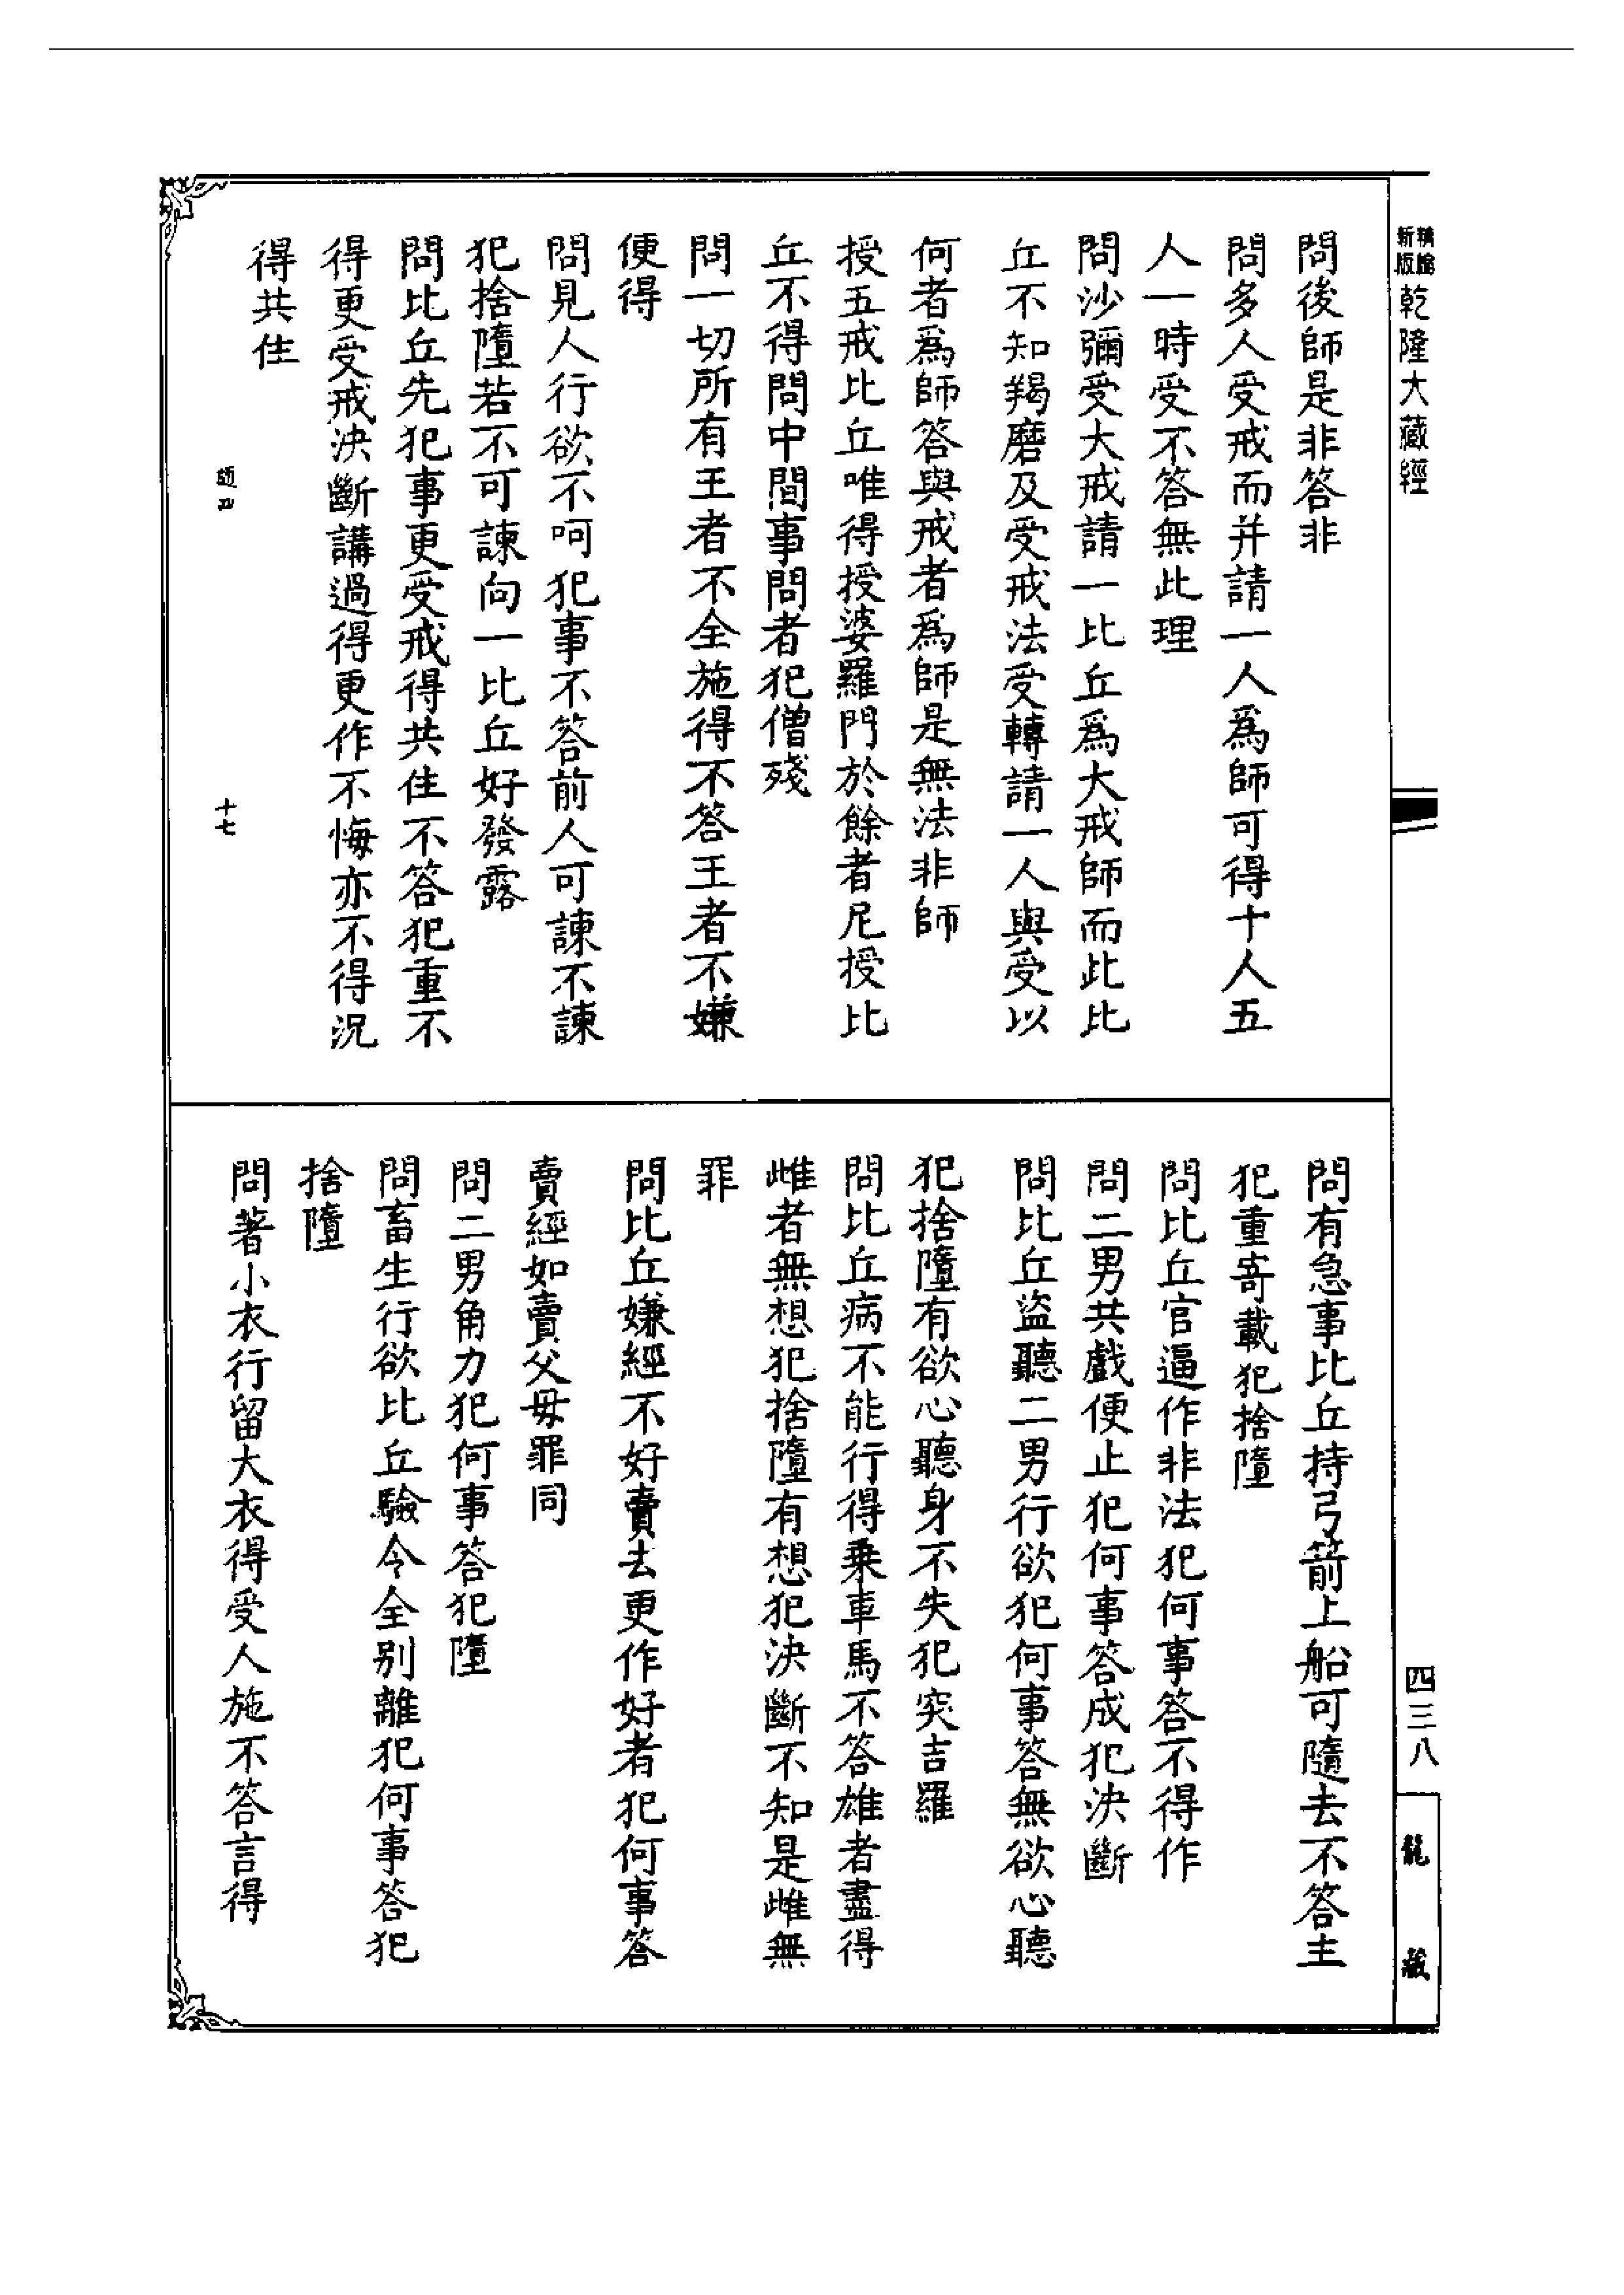 精縮新版乾隆大藏經
問後師是非答非
問多人受戒而并請一人爲師可得十人五
人一時受不答無此理
問沙彌受大戒請一比丘爲大戒師而此比
丘不知羯磨及受戒法受轉請一人與受以
何者爲師答與戒者爲師是無法非師
授五戒比丘唯得授婆羅門於餘者尼授比
丘不得問中間事問者犯僧殘
問一切所有王者不全施得不答王者不嫌
便得
問見人行欲不呵犯事不答前人可諫不諫
犯捨墮若不可諫向一比丘好發露
問比丘先犯事更受戒得共住不答犯重不
得更受戒決斷講過得更作不悔亦不得況
得共住
十七
問有急事比丘持弓箭上船可隨去不答主
犯重寄載犯捨墮
問比丘官逼作非法犯何事答不得作
問二男共戲便止犯何事答成犯決斷
問比丘盜聽二男行欲犯何事答無欲心聽
犯捨墮有欲心聽身不失犯突吉羅
問比丘病不能行得乗車馬不答雄者盡得
雌者無想犯捨墮有想犯決斷不知是雌無
罪
問比丘嫌經不好賣去更作好者犯何事答
賣經如賣父母罪同
問二男角力犯何事答犯墮
問畜生行欲比丘驗令全別離犯何事答犯
捨墮
問著小衣行留大衣得受人施不答言得
四三八
龍藏